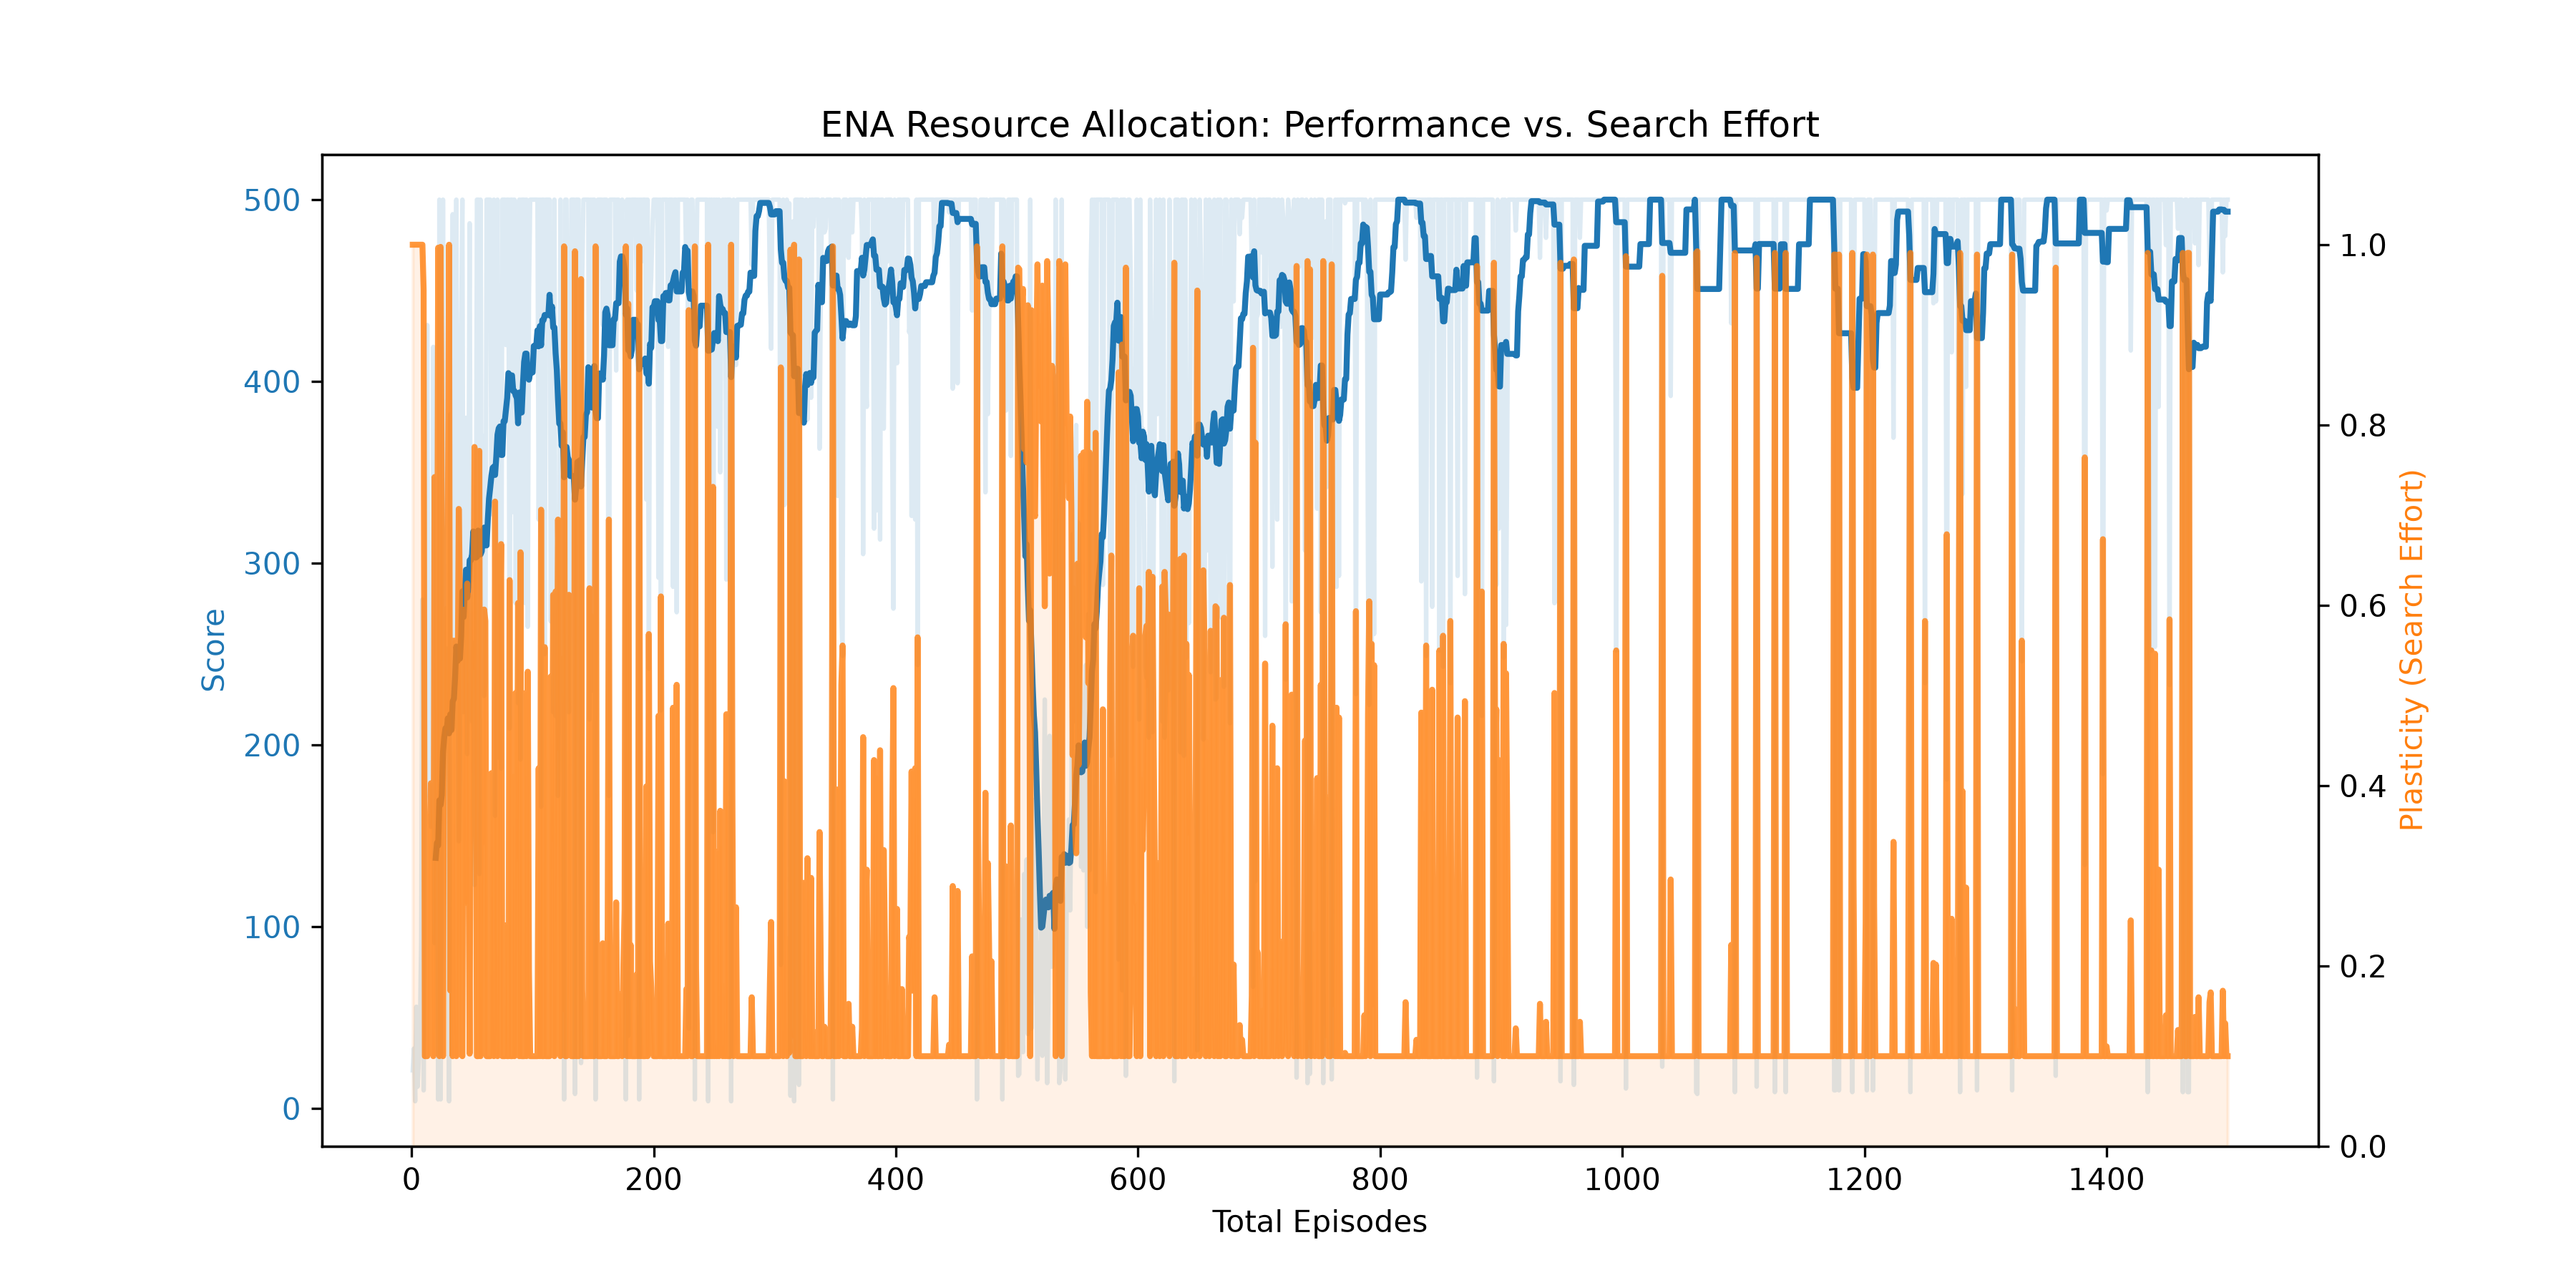 ENA Resource Allocation: Performance vs. Search Effort
500
400
300
200
100
0
Score
1.0
0.8
0.6
0.4
0.2
0.0
Plasticity (Search Effort)
0 200 400 600 800 1000 1200 1400
Total Episodes